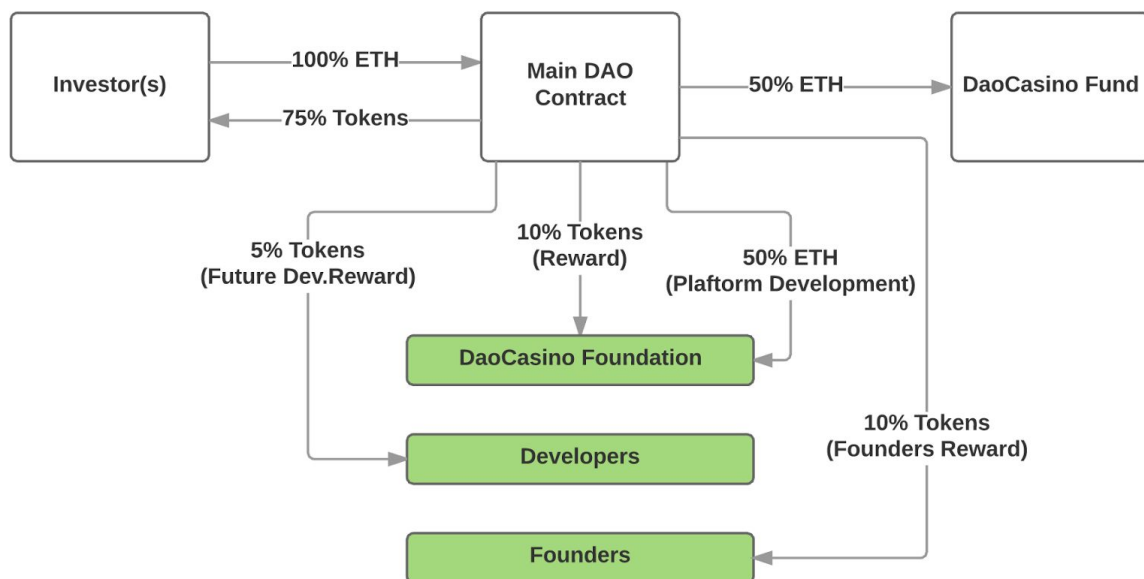 Investor(s)
100% ETH
75% Tokens
Main DAO
Contract
50% ETH
DaoCasino Fund
5% Tokens
(Future Dev.Reward)
10% Tokens
(Reward)
50% ETH
(Plaftorm Development)
DaoCasino Foundation
10% Tokens
(Founders Reward)
Developers
Founders